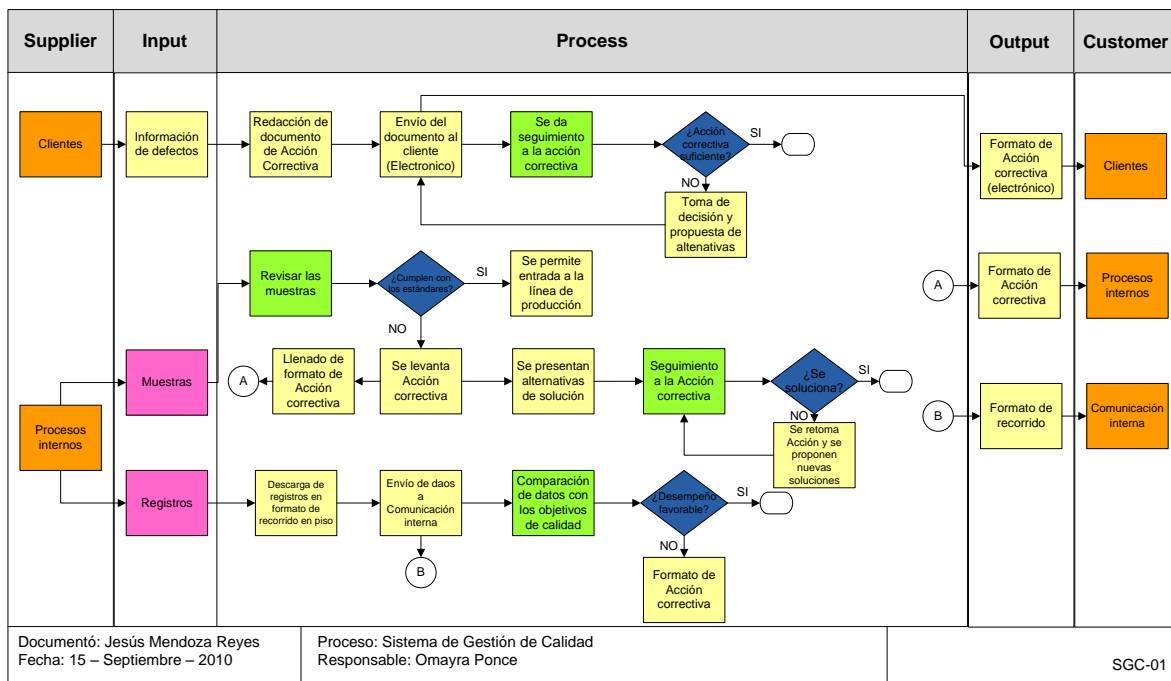 Supplier
Input
Process
Output
Customer
Clientes
Información
de defectos
Redacción de
documento
de Acción
Correctiva
Envío del
documento al
cliente
(Electronico)
Se da
seguimiento
a la acción
correctiva
¿Acción
correctiva
suficiente?
SI
NO
Toma de
decisión y
propuesta de
altenativas
Formato de
Acción
correctiva
(electrónico)
Clientes
Revisar las
muestras
¿Cumplen con
los estándares?
SI
NO
Se permite
entrada a la
línea de
producción
A
Formato de
Acción
correctiva
Procesos
internos
Procesos
internos
Muestras
A
Llenado de
formato de
Acción
correctiva
Se levanta
Acción
correctiva
Se presentan
alternativas
de solución
Seguimiento
a la Acción
correctiva
¿Se
soluciona?
SI
NO
Se retoma
Acción y se
proponen
nuevas
soluciones
B
Formato de
recorrido
Comunicación
interna
Registros
Descarga de
registros en
formato de
recorrido en piso
Envío de daos
a
Comunicación
interna
B
Comparación
de datos con
los objetivos
de calidad
¿Desempeño
favorable?
SI
NO
Formato de
Acción
correctiva
Documentó: Jesús Mendoza Reyes
Fecha: 15 – Septiembre – 2010
Proceso: Sistema de Gestión de Calidad
Responsable: Omayra Ponce
SGC-01